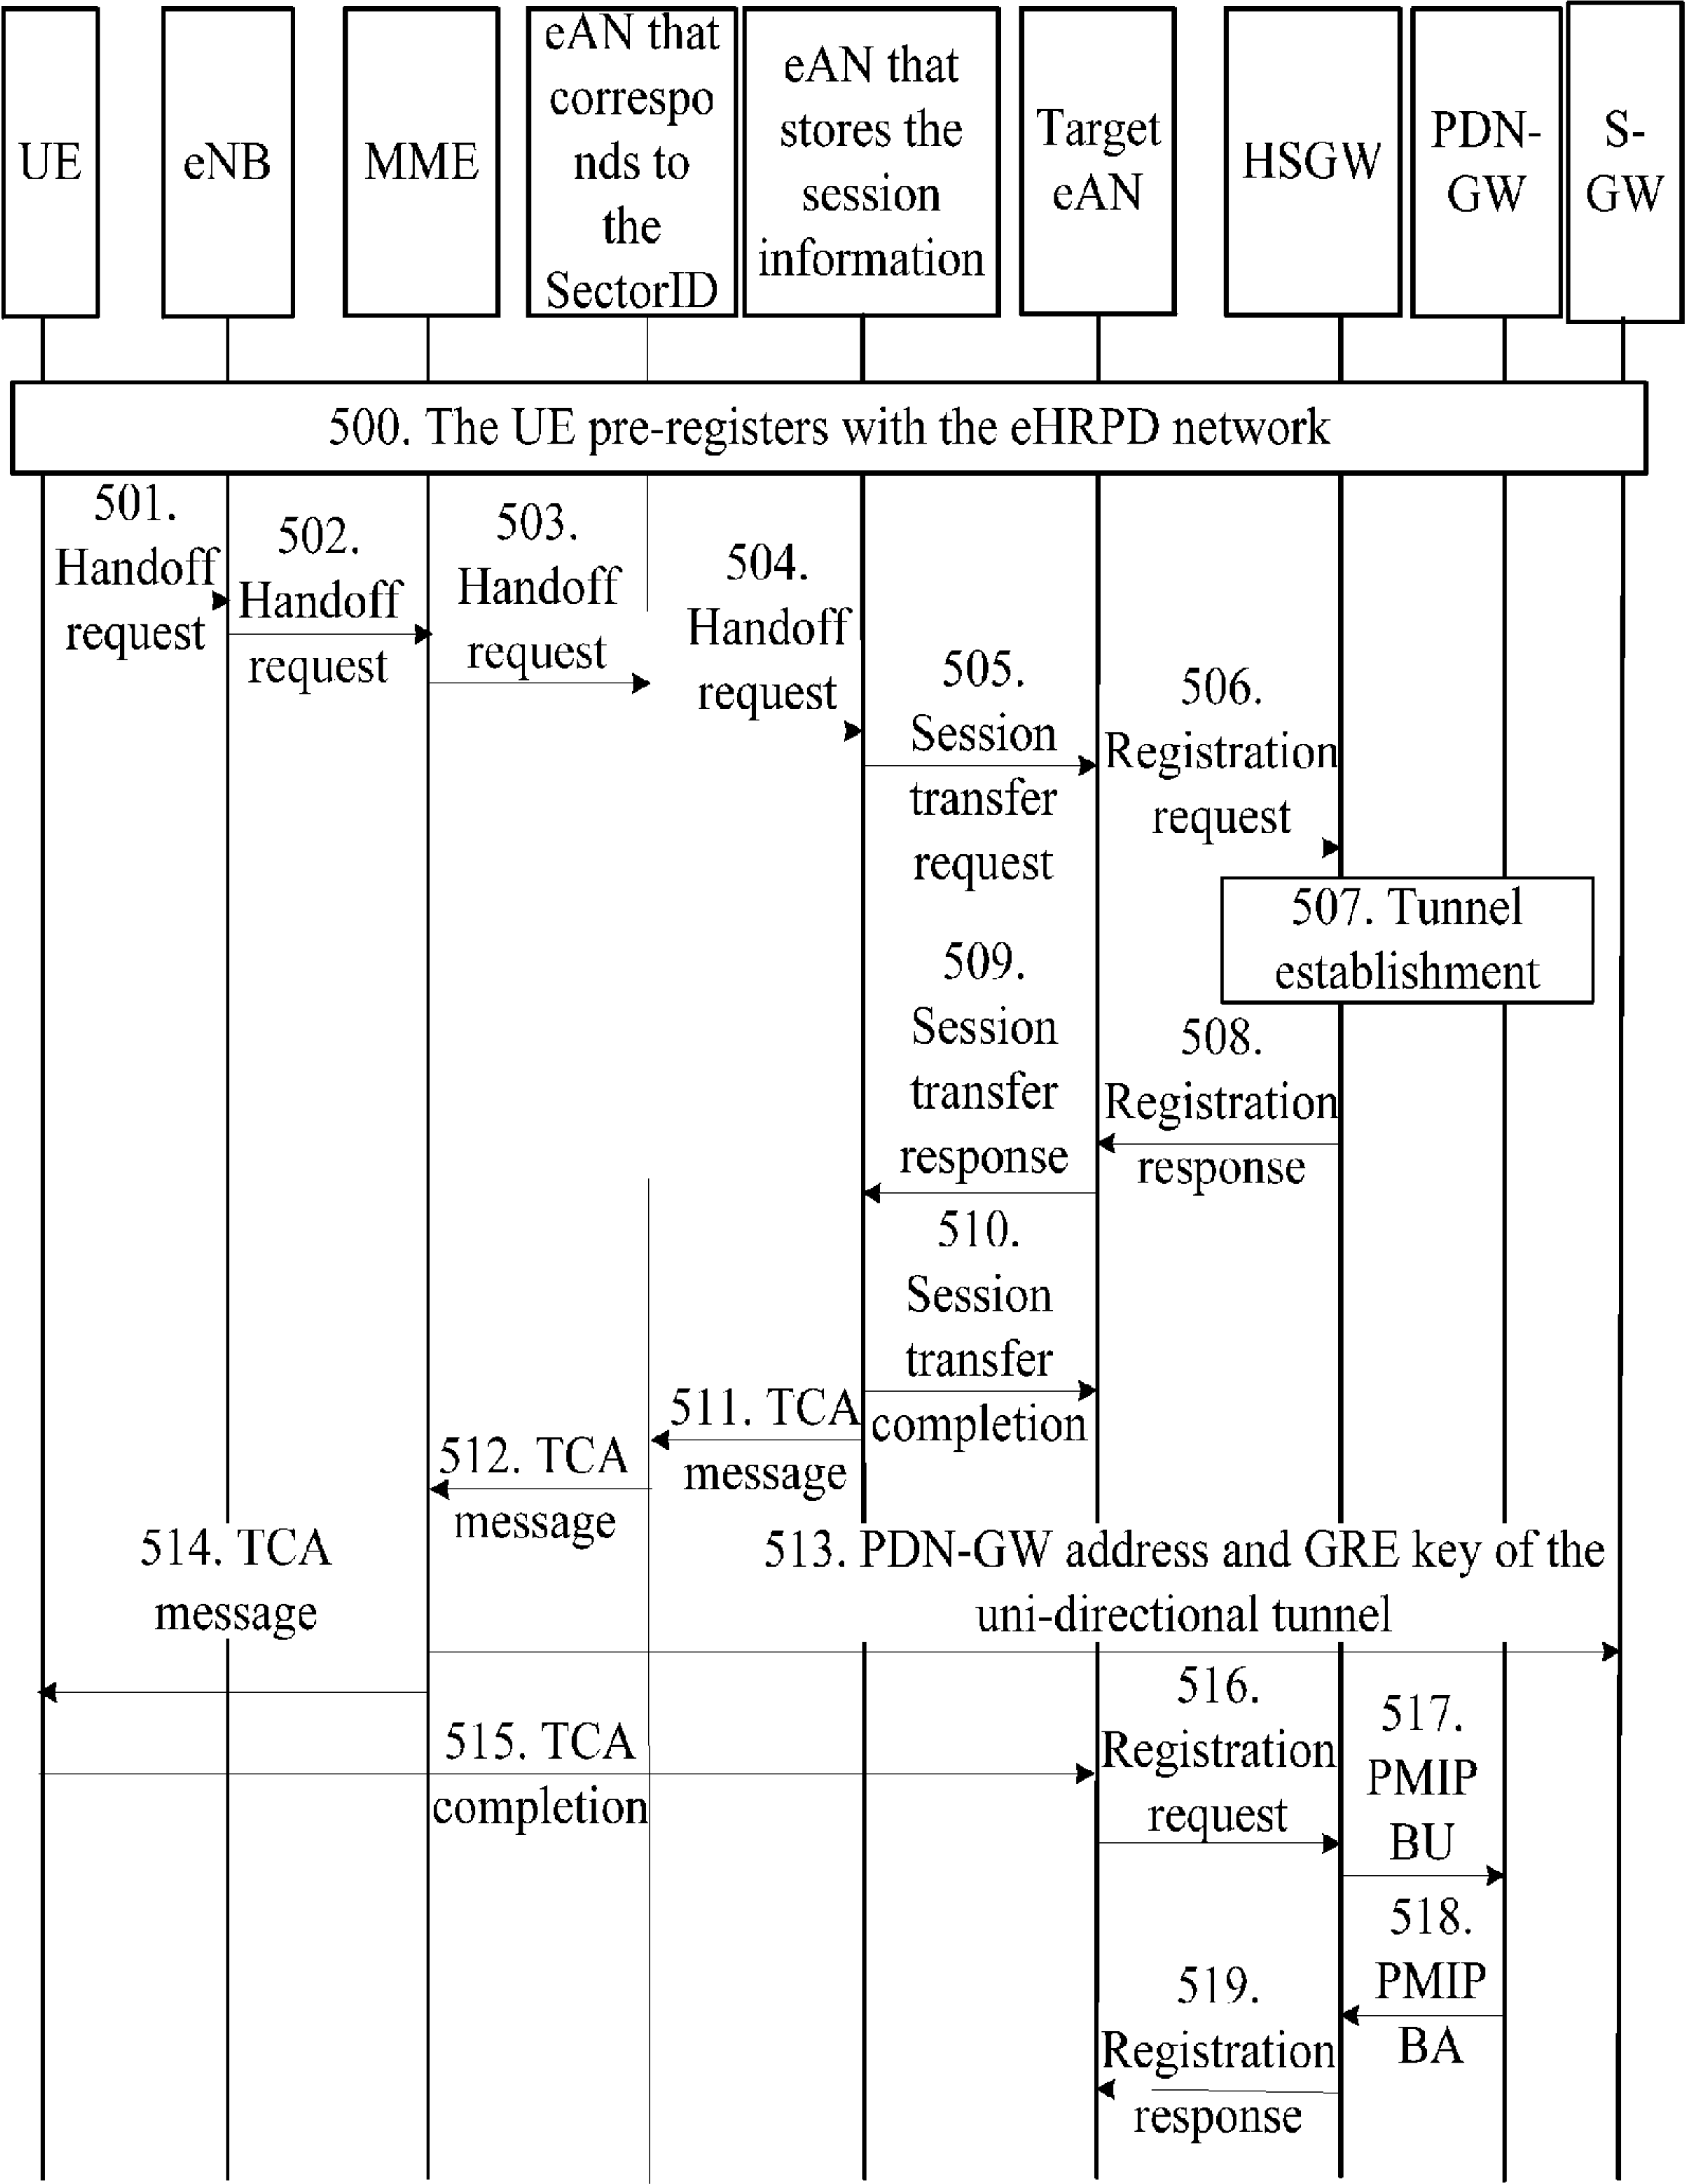 UE
eNB
MME
eAN that
correspo
nds to
the
SectorID
eAN that
stores the
session
information
Target
eAN
HSGW
PDN-
GW
S-
GW
500. The UE pre-registers with the eHRPD network
501.
Handoff
request
502.
Handoff
request
503.
Handoff
request
504.
Handoff
request
505.
Session
transfer
request
506.
Registration
request
507. Tunnel
establishment
508.
Registration
response
509.
Session
transfer
response
510.
Session
transfer
completion
511. TCA
message
512. TCA
message
513. PDN-GW address and GRE key of the
uni-directional tunnel
514. TCA
message
515. TCA
completion
516.
Registration
request
517.
PMIP
BU
518.
PMIP
BA
519.
Registration
response